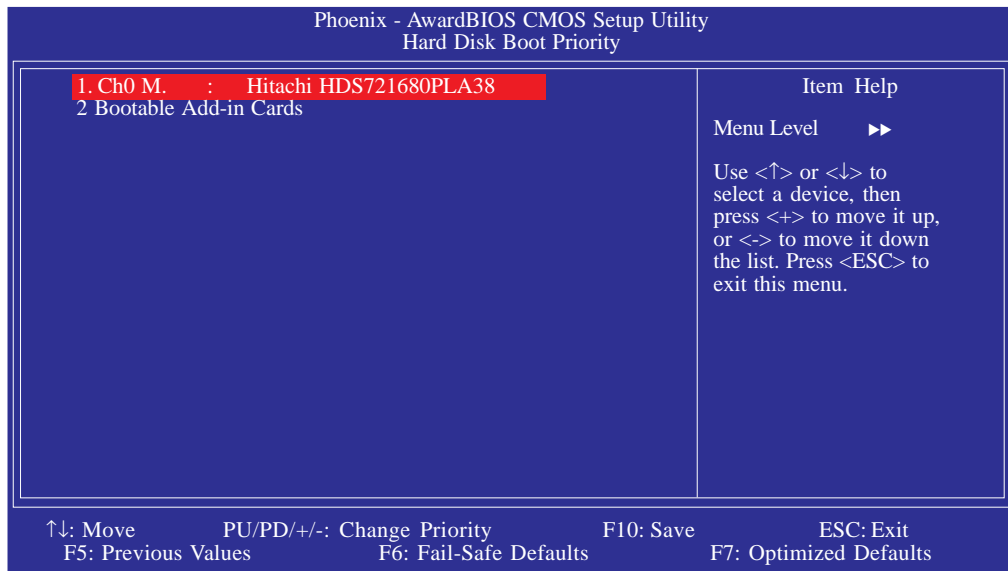 Phoenix - AwardBIOS CMOS Setup Utility
Hard Disk Boot Priority
1. Ch0 M. : Hitachi HDS721680PLA38
2 Bootable Add-in Cards
Item Help
Menu Level ▶▶
Use <↑> or <↓> to
select a device, then
press <+> to move it up,
or <-> to move it down
the list. Press <ESC> to
exit this menu.
↑↓: Move PU/PD/+/-: Change Priority F10: Save ESC: Exit
F5: Previous Values F6: Fail-Safe Defaults F7: Optimized Defaults